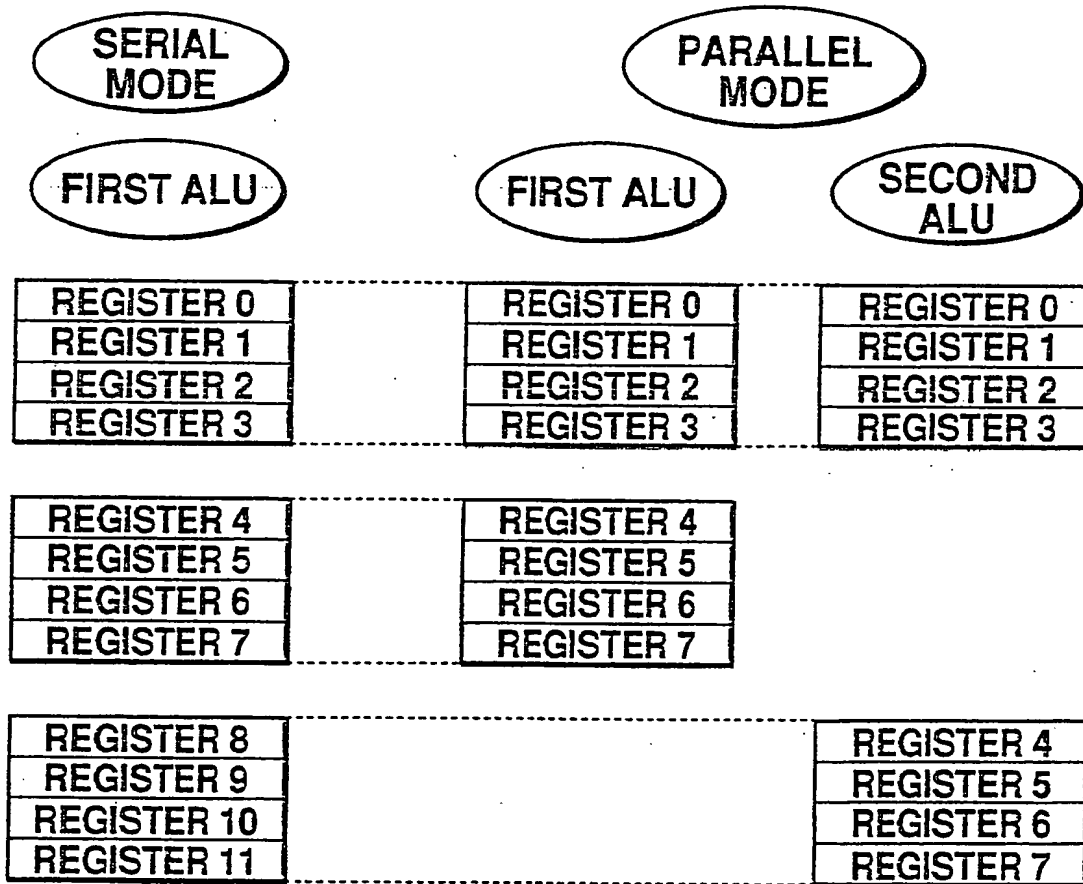 SERIAL
MODE
PARALLEL
MODE
FIRST ALU
FIRST ALU
SECOND
ALU
REGISTER 0
REGISTER 1
REGISTER 2
REGISTER 3
REGISTER 0
REGISTER 1
REGISTER 2
REGISTER 3
REGISTER 0
REGISTER 1
REGISTER 2
REGISTER 3
REGISTER 4
REGISTER 5
REGISTER 6
REGISTER 7
REGISTER 4
REGISTER 5
REGISTER 6
REGISTER 7
REGISTER 8
REGISTER 9
REGISTER 10
REGISTER 11
REGISTER 4
REGISTER 5
REGISTER 6
REGISTER 7